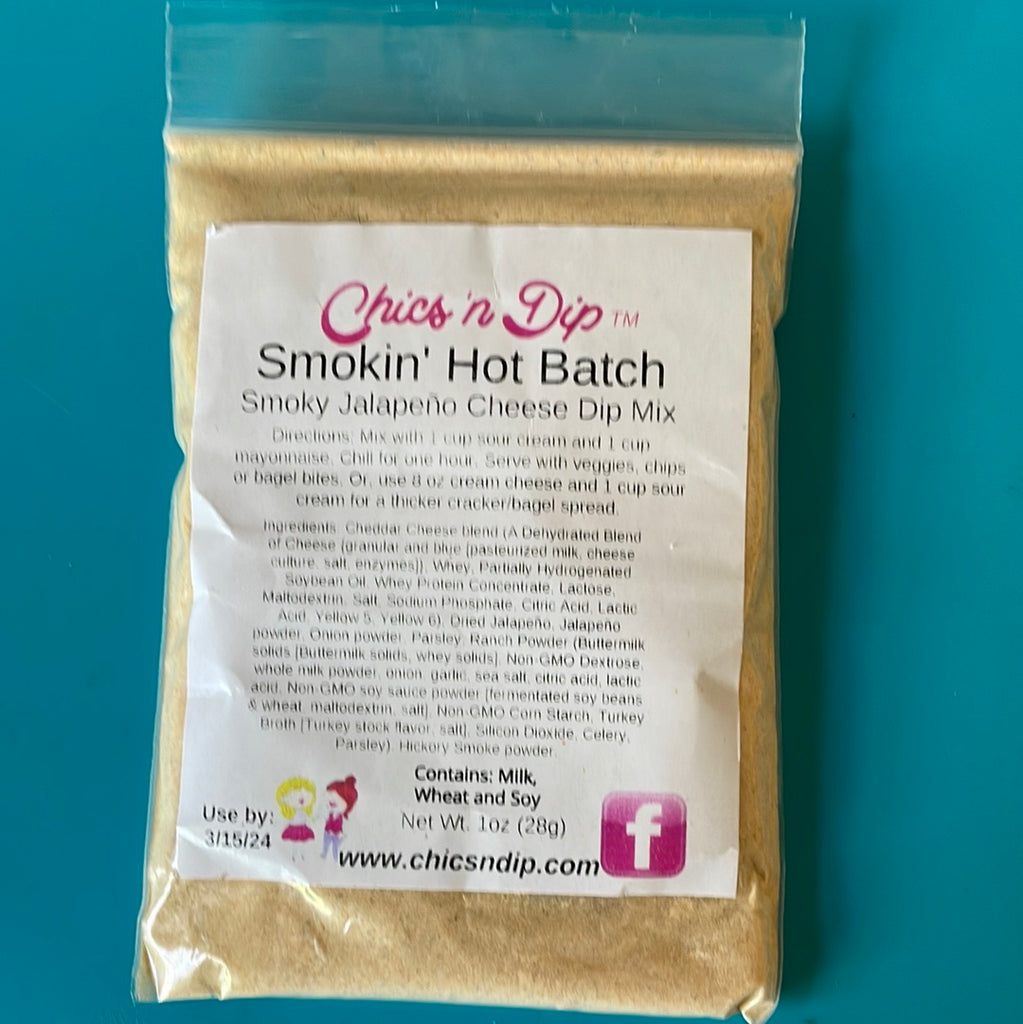 Chics 'n Dip TM
Smokin' Hot Batch
Smoky Jalapeño Cheese Dip Mix
Directions: Mix with 1 cup sour cream and 1 cup
mayonnaise. Chill for one hour. Serve with veggies, chips
or bagel bites. Or, use 8 oz cream cheese and 1 cup sour
cream for a thicker cracker/bagel spread.
Ingredients: Cheddar Cheese blend (A Dehydrated Blend
of Cheese (granular and blue [pasteurized milk, cheese
culture, salt, enzymes]), Whey, Partially Hydrogenated
Soybean Oil, Whey Protein Concentrate, Lactose,
Maltodextrin, Salt, Sodium Phosphate, Citric Acid, Lactic
Acid, Yellow 5, Yellow 6), Dried Jalapeño, Jalapeño
powder, Onion powder, Parsley, Ranch Powder (Buttermilk
solids [Buttermilk solids, whey solids], Non-GMO Dextrose,
whole milk powder, onion, garlic, sea salt, citric acid, lactic
acid, Non-GMO soy sauce powder [fermentated soy beans
& wheat, maltodextrin, salt], Non-GMO Corn Starch, Turkey
Broth [Turkey stock flavor, salt], Silicon Dioxide, Celery,
Parsley), Hickory Smoke powder.
Contains: Milk,
Wheat and Soy
Net Wt. 1oz (28g)
Use by:
3/15/24
www.chicsndip.com
f